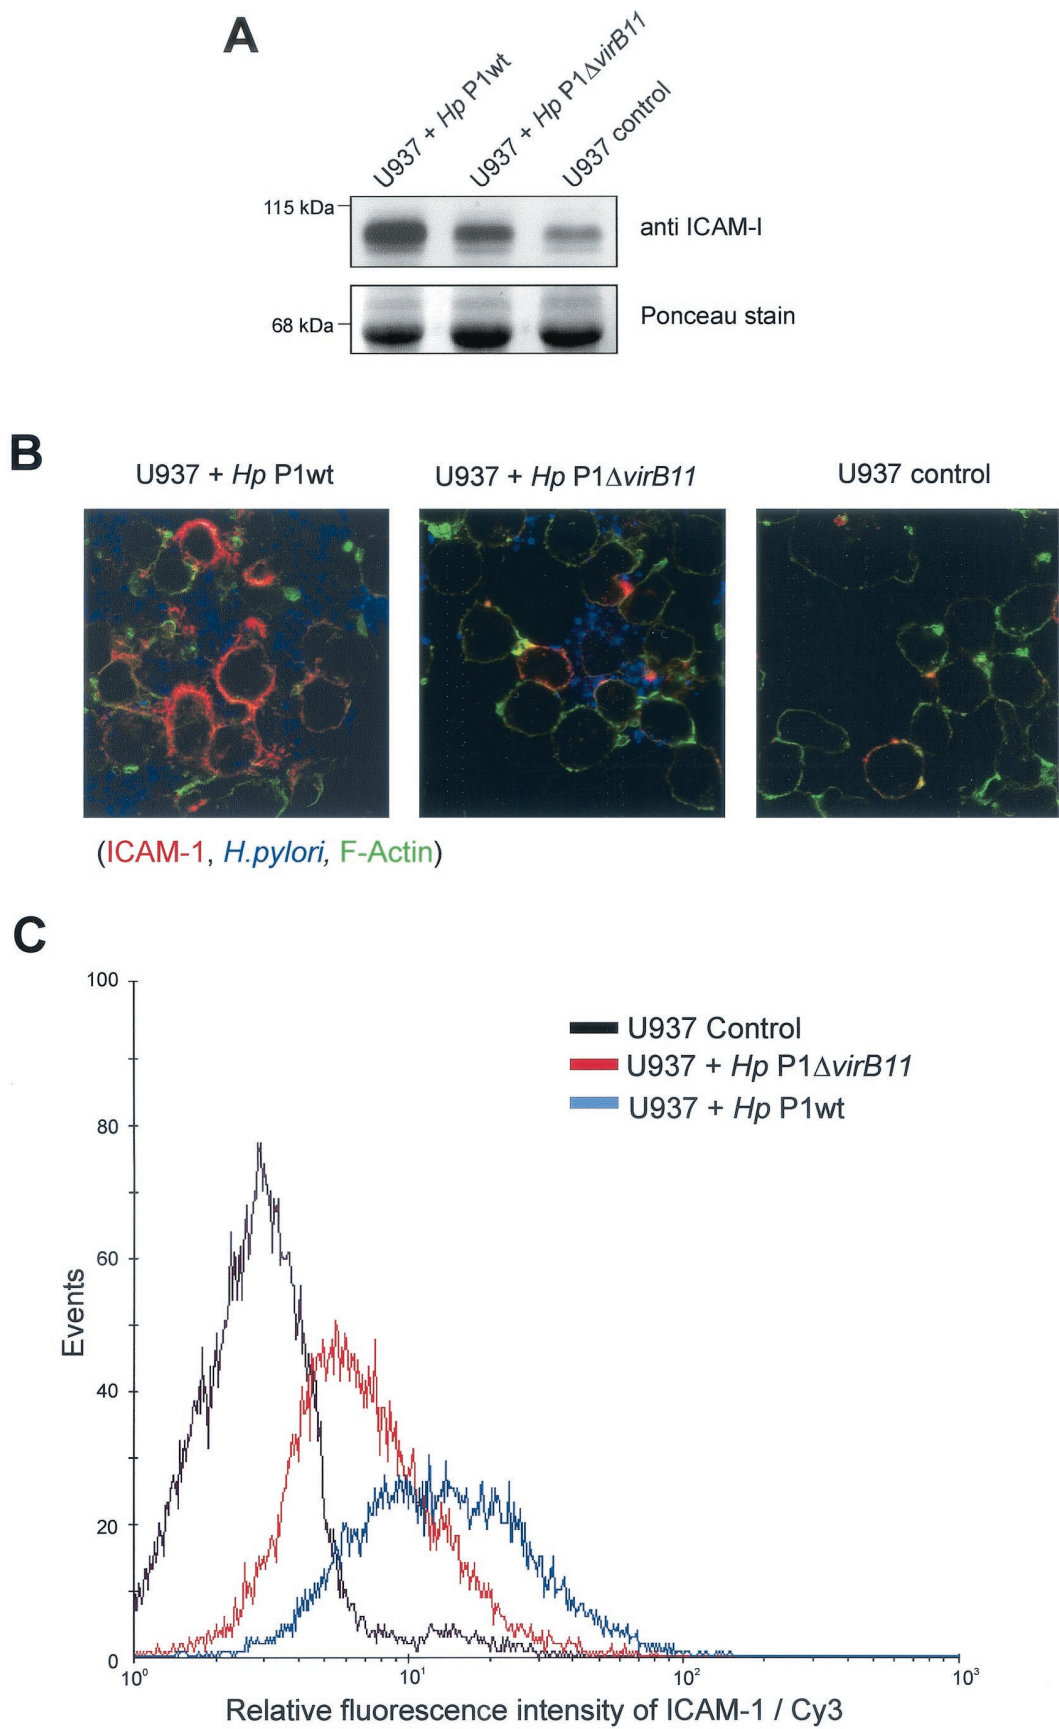 A
U937 + Hp P1wt
U937 + Hp P1ΔvirB11
U937 control
115 kDa
anti ICAM-I
68 kDa
Ponceau stain
B
U937 + Hp P1wt
U937 + Hp P1ΔvirB11
U937 control
(ICAM-1, H.pylori, F-Actin)
C
100
80
60
40
20
0
Events
U937 Control
U937 + Hp P1ΔvirB11
U937 + Hp P1wt
10⁰
10¹
10²
10³
Relative fluorescence intensity of ICAM-1 / Cy3